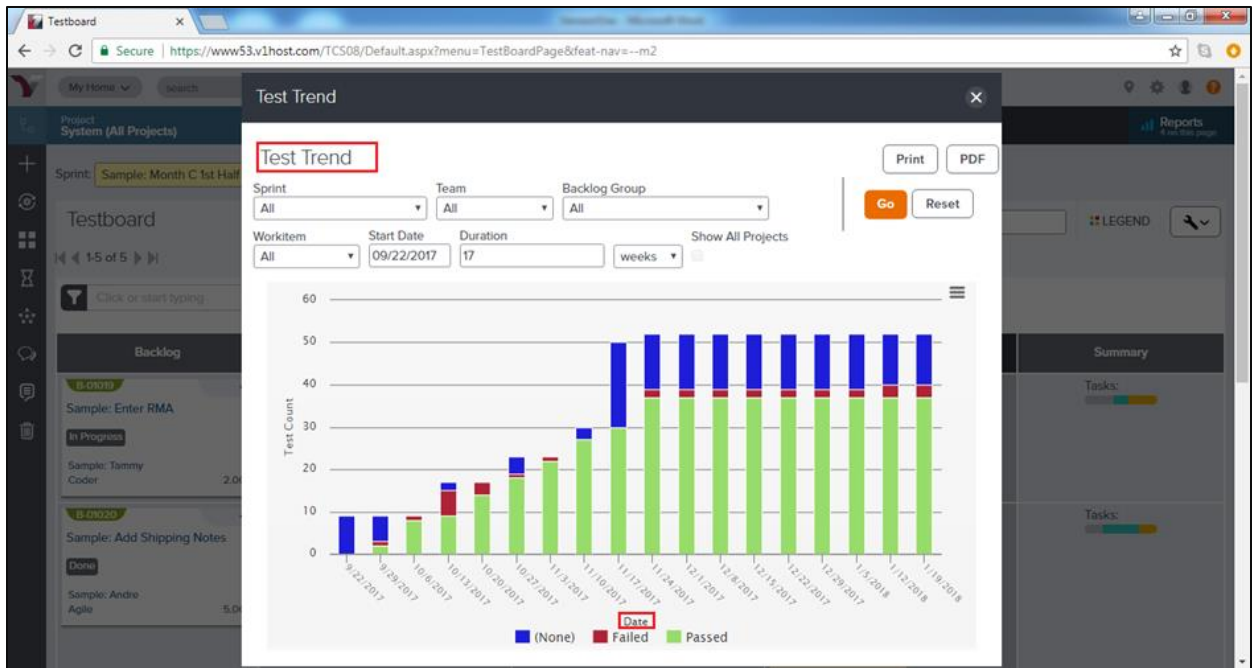 Testboard
Secure | https://www53.v1host.com/TCS08/Default.aspx?menu=TestBoardPage&feat-nav=--m2
My Home
search
Test Trend
Project
System (All Projects)
Reports
4 on this page
Test Trend
Print
PDF
Sprint: Sample: Month C 1st Half
Sprint
Team
Backlog Group
All
All
All
Go
Reset
Testboard
LEGEND
Workitem
Start Date
Duration
Show All Projects
All
09/22/2017
17
weeks
1-5 of 5
Click or start typing
60
50
40
30
20
10
0
Test Count
Backlog
Summary
B-01019
Sample: Enter RMA
In Progress
Sample: Tammy
Coder
2.00
Tasks:
B-01020
Sample: Add Shipping Notes
Done
Sample: Andre
Agile
Tasks:
9/22/2017
9/29/2017
10/6/2017
10/13/2017
10/20/2017
10/27/2017
11/3/2017
11/10/2017
11/17/2017
11/24/2017
12/1/2017
12/8/2017
12/15/2017
12/22/2017
12/29/2017
1/5/2018
1/12/2018
1/19/2018
Date
(None)
Failed
Passed